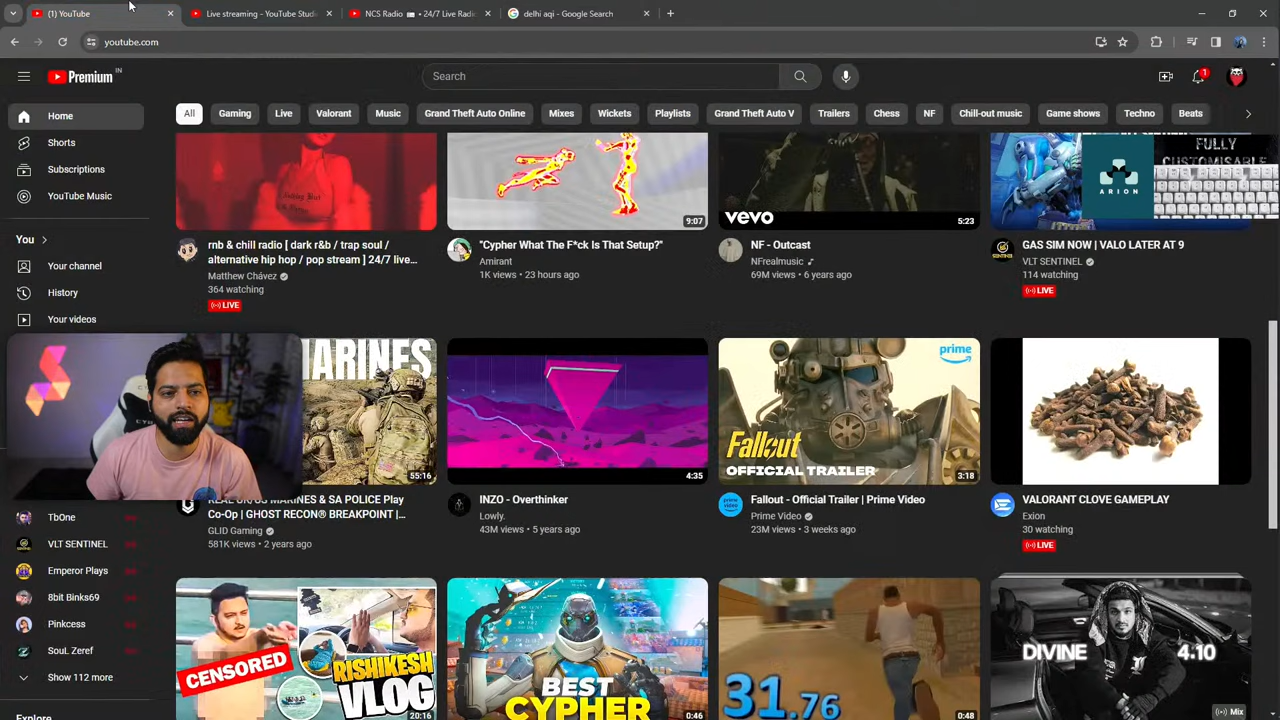 (1) YouTube
Live streaming - YouTube Studi
NCS Radio 📻 • 24/7 Live Radi
delhi aqi - Google Search
youtube.com
Premium IN
Search
1
Home
Shorts
Subscriptions
YouTube Music
You
Your channel
History
Your videos
TbOne
VLT SENTINEL
Emperor Plays
8bit Binks69
Pinkcess
SouL Zeref
Show 112 more
Explore
All
Gaming
Live
Valorant
Music
Grand Theft Auto Online
Mixes
Wickets
Playlists
Grand Theft Auto V
Trailers
Chess
NF
Chill-out music
Game shows
Techno
Beats
9:07
vevo
5:23
FULLY
CUSTOMISABLE
ARION
rnb & chill radio [ dark r&b / trap soul /
alternative hip hop / pop stream ] 24/7 live...
Matthew Chávez
364 watching
LIVE
"Cypher What The F*ck Is That Setup?"
Amirant
1K views • 23 hours ago
NF - Outcast
NFrealmusic
69M views • 6 years ago
GAS SIM NOW | VALO LATER AT 9
VLT SENTINEL
114 watching
LIVE
MARINES
55:16
4:35
prime
Fallout
OFFICIAL TRAILER
3:18
REAL UK/US MARINES & SA POLICE Play
Co-Op | GHOST RECON® BREAKPOINT |...
GLID Gaming
581K views • 2 years ago
INZO - Overthinker
Lowly.
43M views • 5 years ago
Fallout - Official Trailer | Prime Video
Prime Video
23M views • 3 weeks ago
VALORANT CLOVE GAMEPLAY
Exion
30 watching
LIVE
CENSORED
RISHIKESH
VLOG
20:16
BEST
CYPHER
0:46
31.76
0:48
DIVINE
4.10
Mix